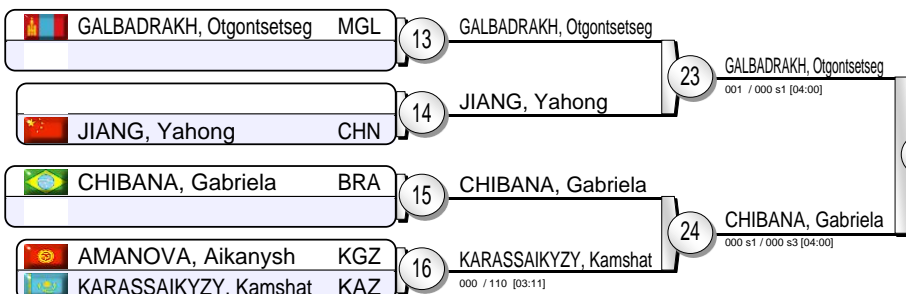 GALBADRAKH, Otgontsetseg MGL
13
GALBADRAKH, Otgontsetseg
23
GALBADRAKH, Otgontsetseg
001 / 000 s1 [04:00]
14
JIANG, Yahong
JIANG, Yahong CHN
CHIBANA, Gabriela BRA
15
CHIBANA, Gabriela
24
CHIBANA, Gabriela
000 s1 / 000 s3 [04:00]
AMANOVA, Aikanysh KGZ
16
KARASSAIKYZY, Kamshat
000 / 110 [03:11]
KARASSAIKYZY, Kamshat KAZ